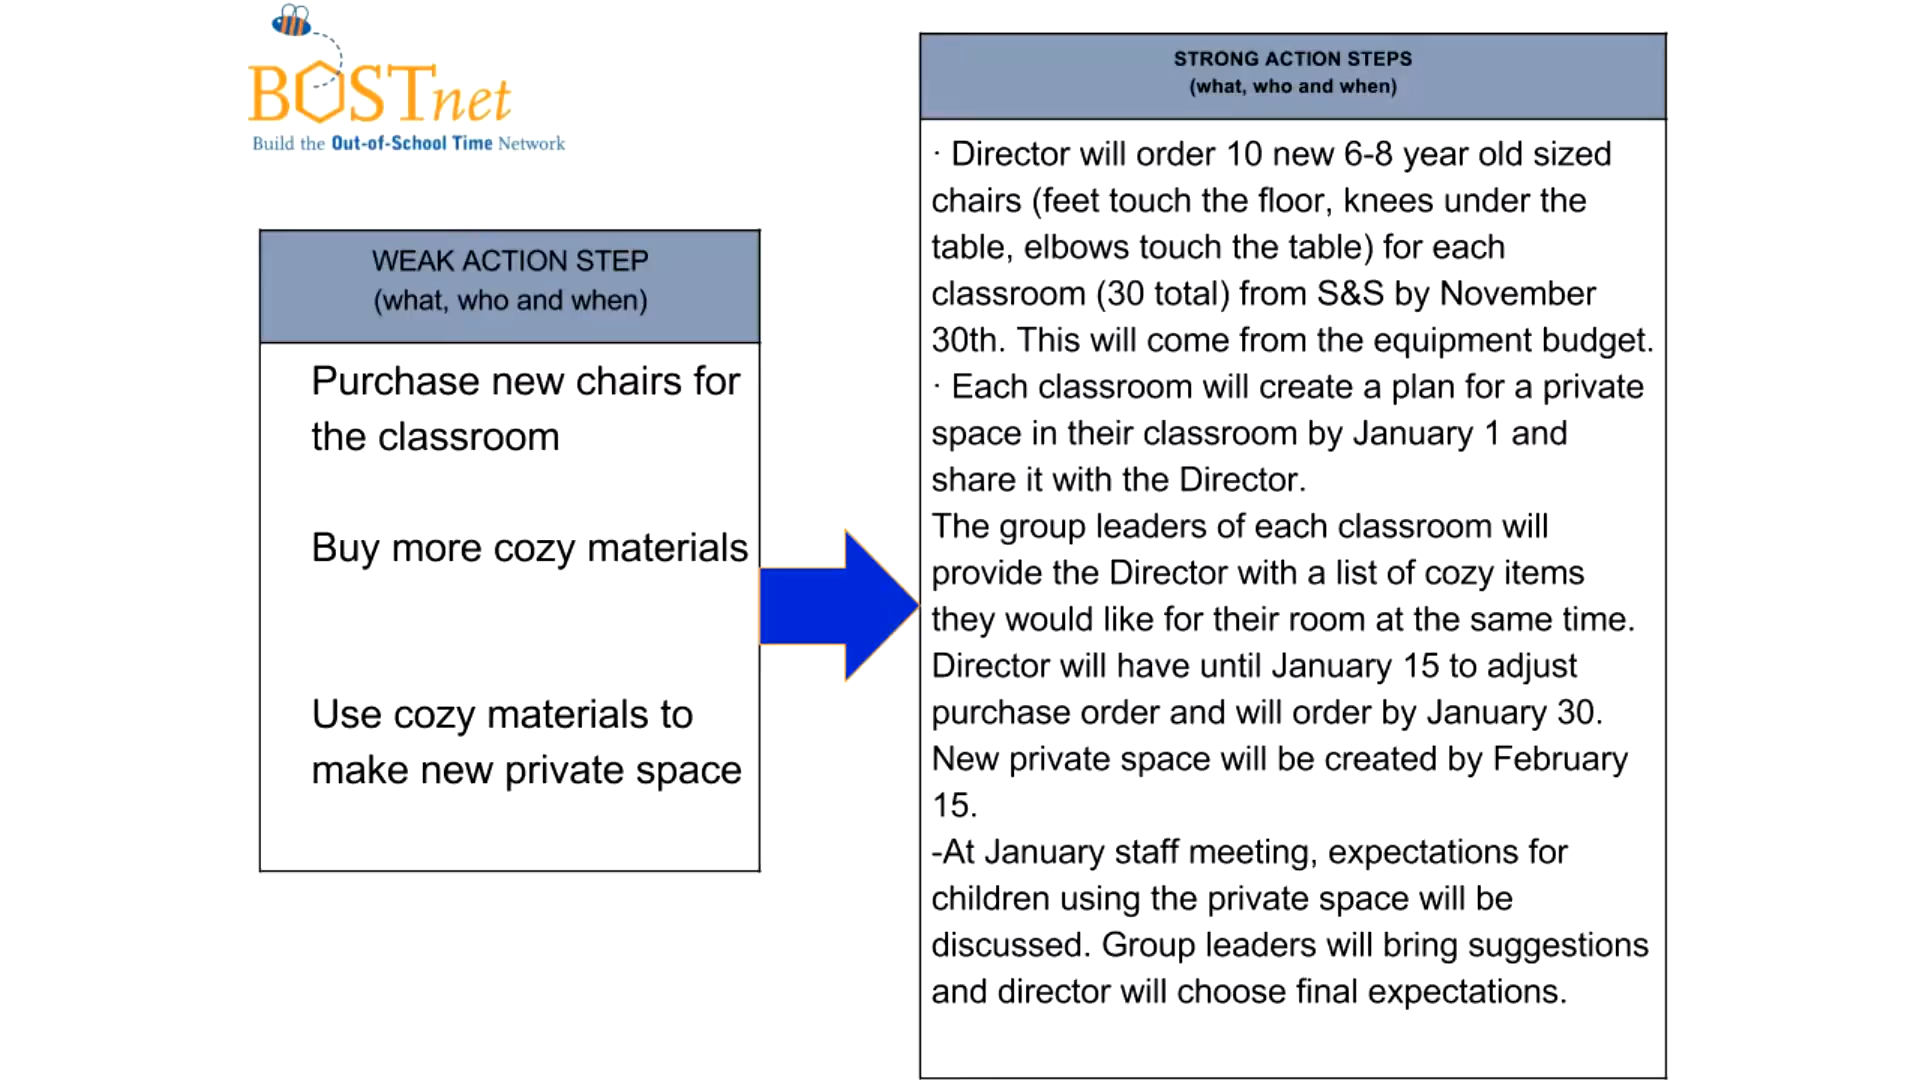 BOSTnet
Build the Out-of-School Time Network
WEAK ACTION STEP
(what, who and when)
Purchase new chairs for
the classroom
Buy more cozy materials
Use cozy materials to
make new private space
STRONG ACTION STEPS
(what, who and when)
· Director will order 10 new 6-8 year old sized
chairs (feet touch the floor, knees under the
table, elbows touch the table) for each
classroom (30 total) from S&S by November
30th. This will come from the equipment budget.
· Each classroom will create a plan for a private
space in their classroom by January 1 and
share it with the Director.
The group leaders of each classroom will
provide the Director with a list of cozy items
they would like for their room at the same time.
Director will have until January 15 to adjust
purchase order and will order by January 30.
New private space will be created by February
15.
-At January staff meeting, expectations for
children using the private space will be
discussed. Group leaders will bring suggestions
and director will choose final expectations.